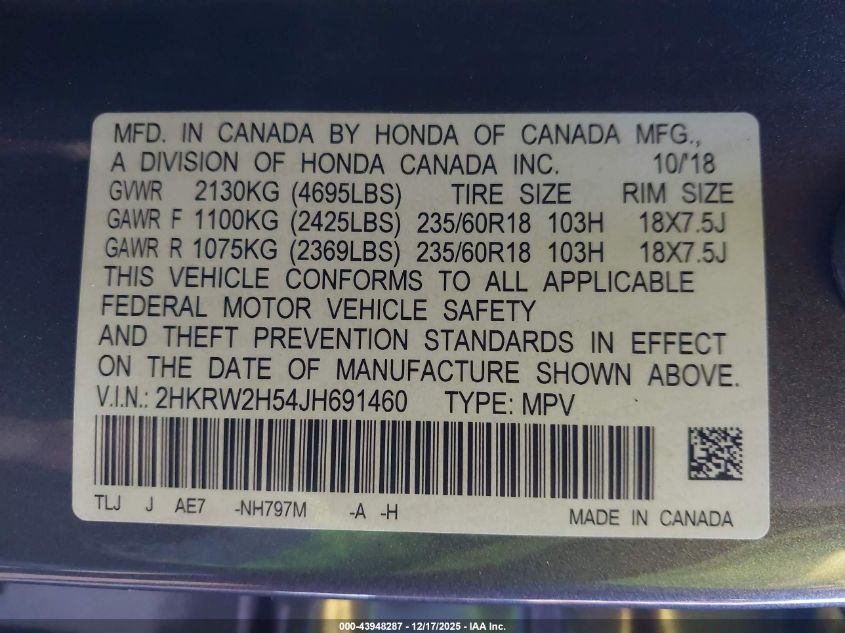 MFD. IN CANADA BY HONDA OF CANADA MFG.,
A DIVISION OF HONDA CANADA INC. 10/'18
GVWR 2130KG (4695LBS) TIRE SIZE RIM SIZE
GAWR F 1100KG (2425LBS) 235/60R18 103H 18X7.5J
GAWR R 1075KG (2369LBS) 235/60R18 103H 18X7.5J
THIS VEHICLE CONFORMS TO ALL APPLICABLE
FEDERAL MOTOR VEHICLE SAFETY
AND THEFT PREVENTION STANDARDS IN EFFECT
ON THE DATE OF MANUFACTURE SHOWN ABOVE.
V.I.N.: 2HKRW2H54JH691460 TYPE: MPV
TLJ J AE7 -NH797M -A -H
MADE IN CANADA
000-43948287 - 12/17/2025 - IAA Inc.